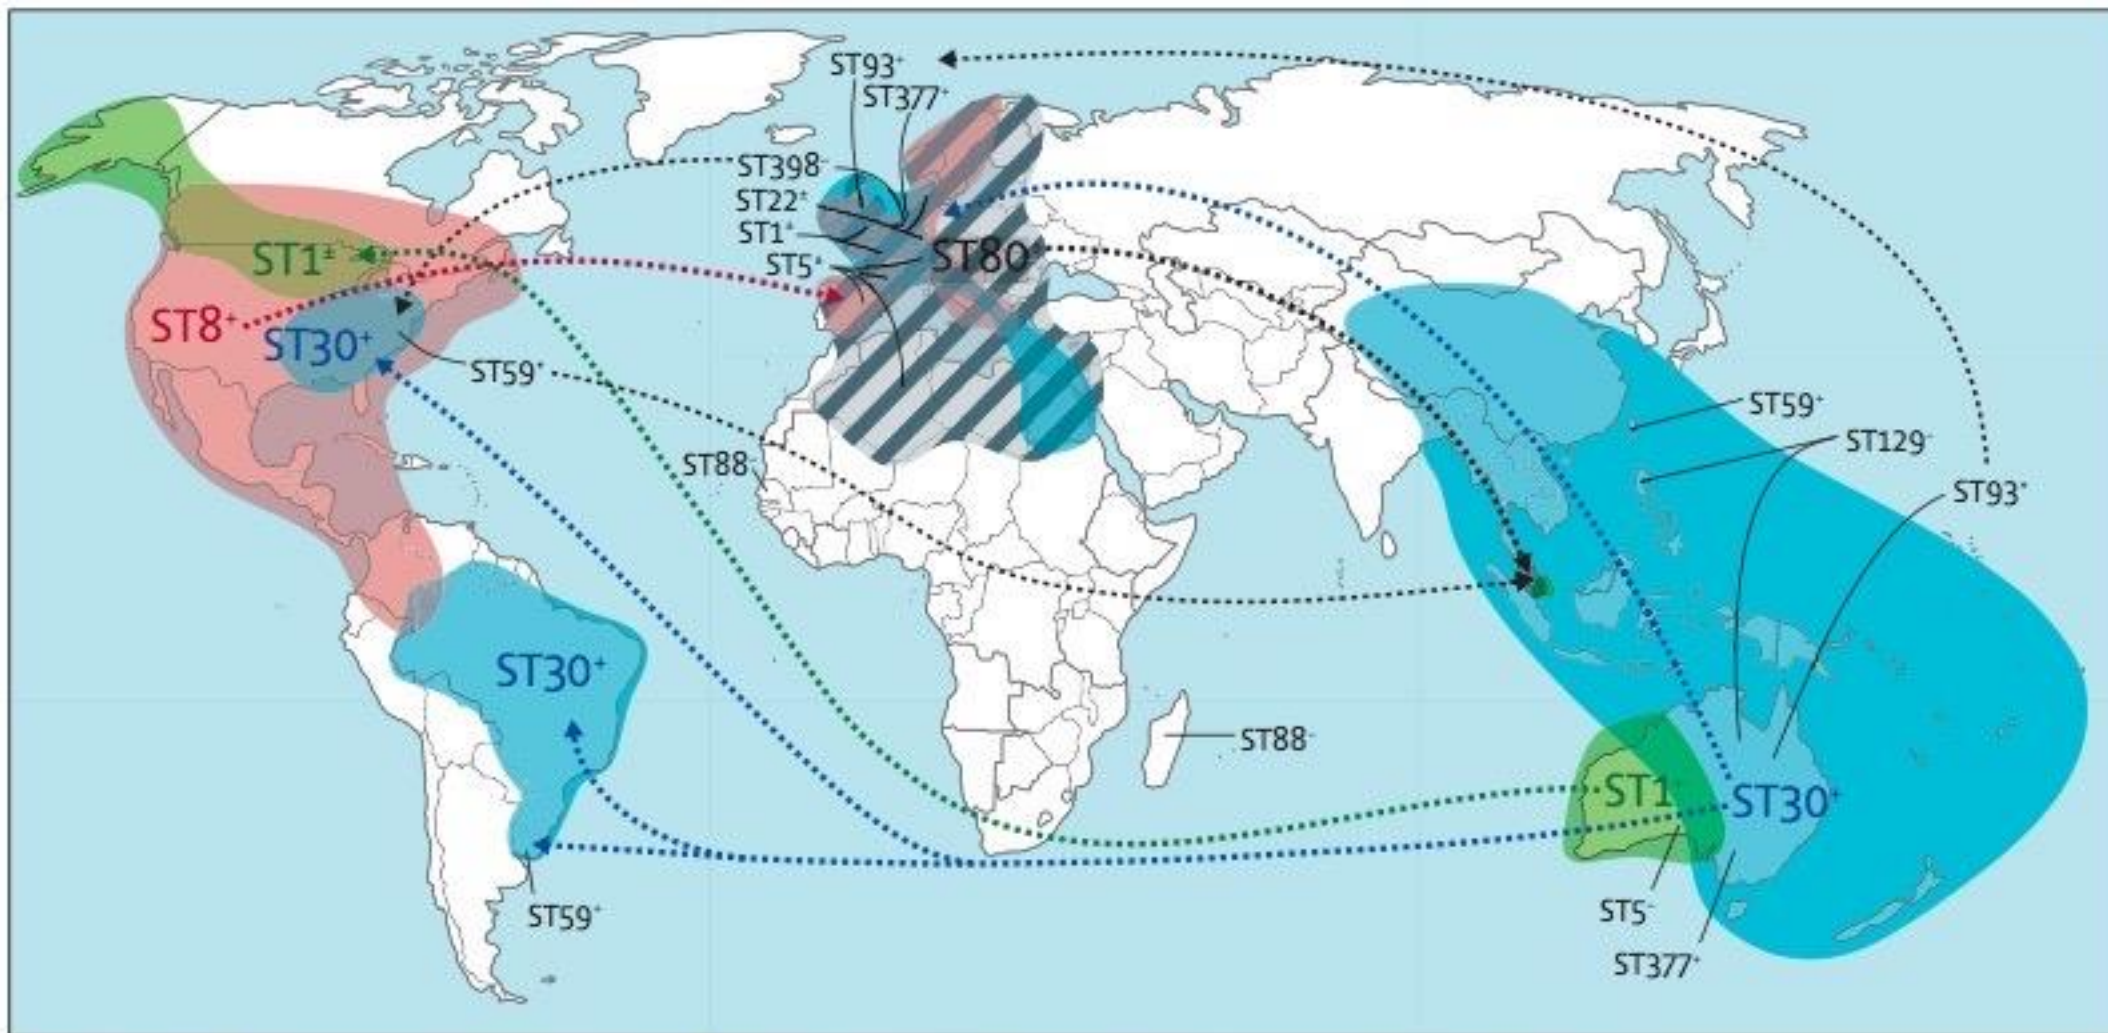 ST93⁺
ST377⁺
ST398⁻
ST22±
ST1⁺
ST5±
ST80
ST1±
ST8⁺
ST30⁺
ST59⁺
ST59⁺
ST129⁻
ST93⁺
ST88⁻
ST30⁺
ST88⁻
ST1
ST30⁺
ST59⁺
ST5⁻
ST377⁺